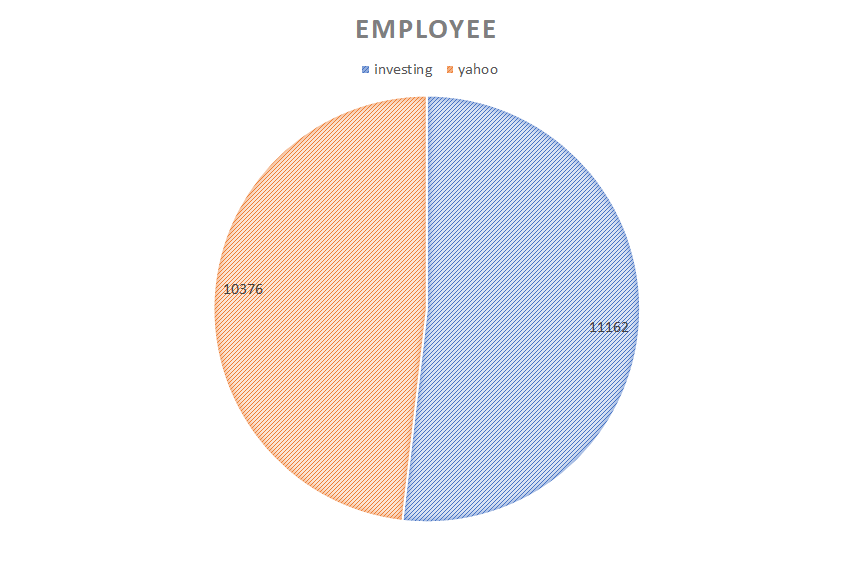 EMPLOYEE
investing yahoo
10376
11162